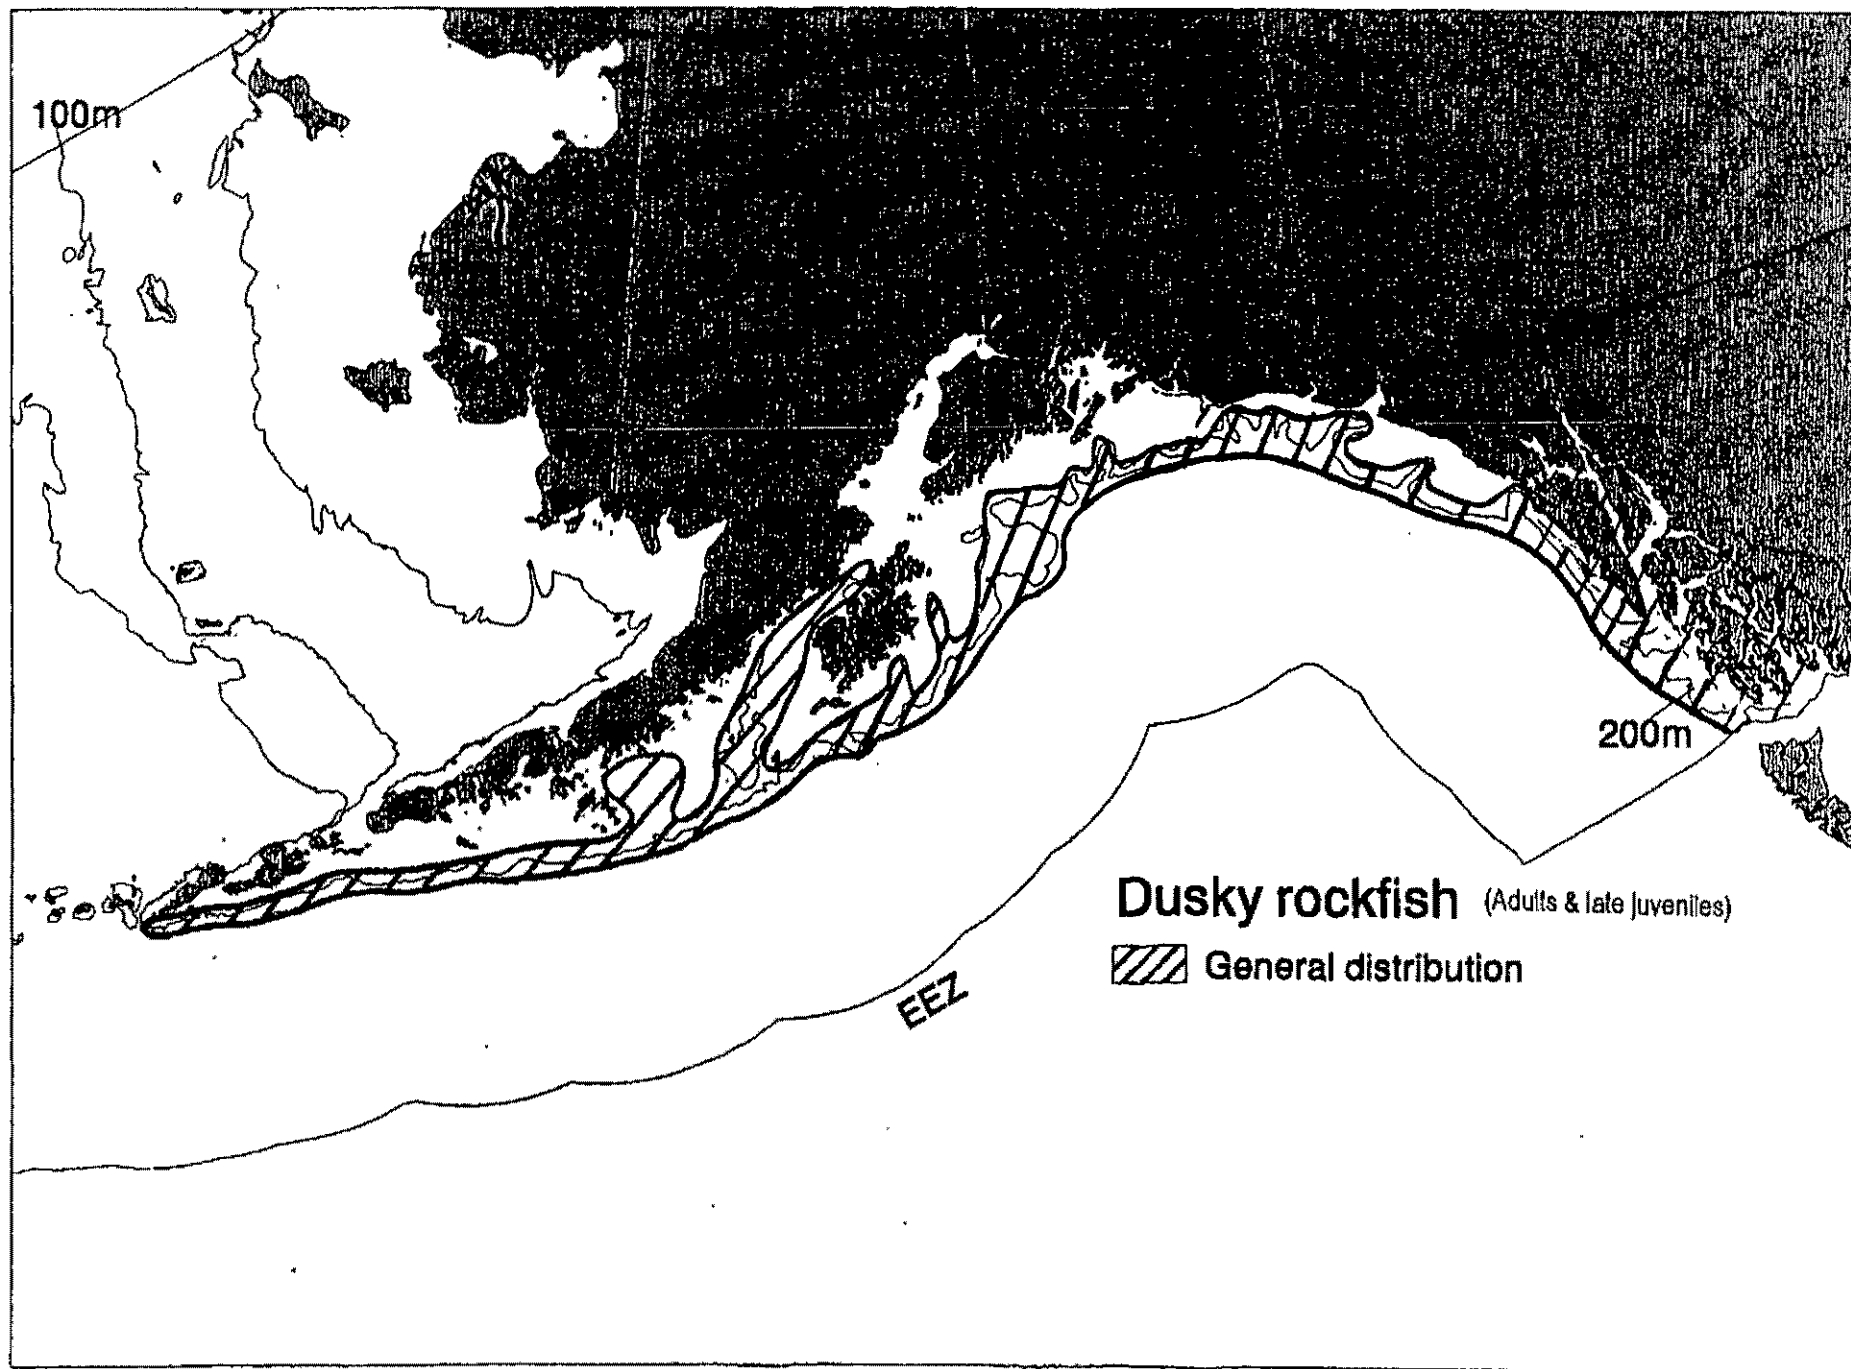 100m
200m
Dusky rockfish (Adults & late juveniles)
General distribution
EEZ